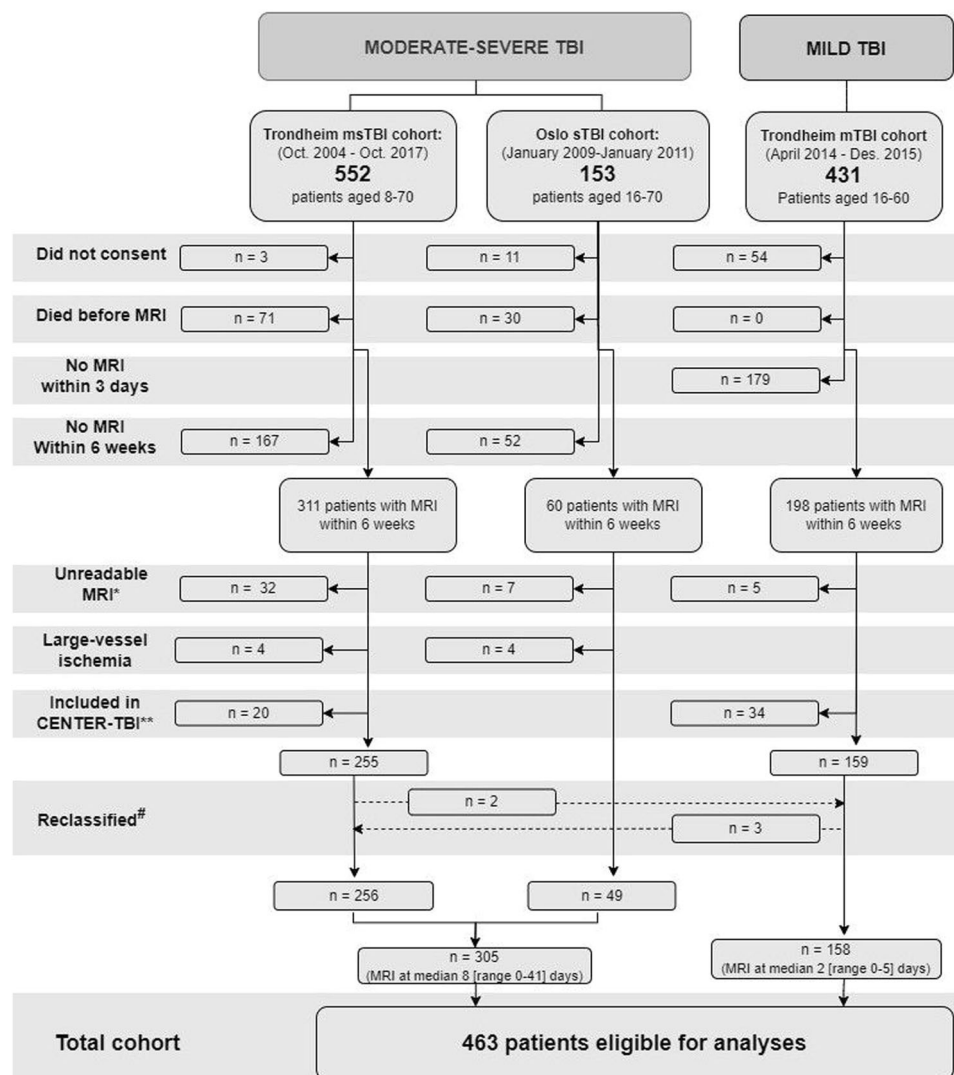 MODERATE-SEVERE TBI
MILD TBI
Trondheim msTBI cohort:
(Oct. 2004 - Oct. 2017)
552
patients aged 8-70
Oslo sTBI cohort:
(January 2009-January 2011)
153
patients aged 16-70
Trondheim mTBI cohort
(April 2014 - Des. 2015)
431
Patients aged 16-60
Did not consent
n = 3
n = 11
n = 54
Died before MRI
n = 71
n = 30
n = 0
No MRI
within 3 days
n = 179
No MRI
Within 6 weeks
n = 167
n = 52
311 patients with MRI
within 6 weeks
60 patients with MRI
within 6 weeks
198 patients with MRI
within 6 weeks
Unreadable
MRI*
n = 32
n = 7
n = 5
Large-vessel
ischemia
n = 4
n = 4
Included in
CENTER-TBI**
n = 20
n = 34
n = 255
n = 159
Reclassified#
n = 2
n = 3
n = 256
n = 49
n = 305
(MRI at median 8 [range 0-41] days)
n = 158
(MRI at median 2 [range 0-5] days)
Total cohort
463 patients eligible for analyses